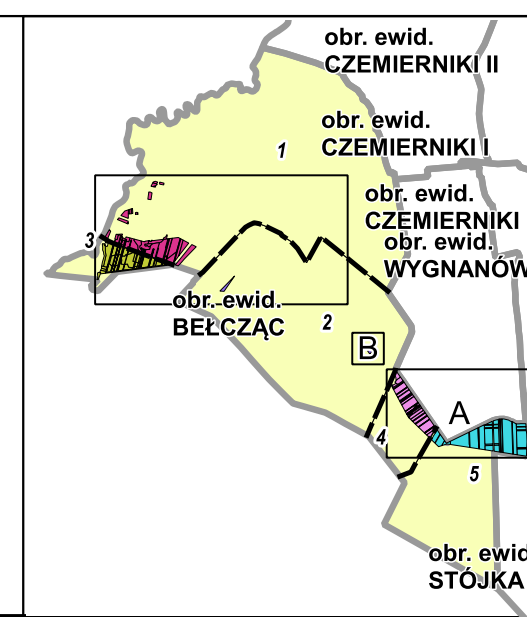 obr. ewid.
CZEMIERNIKI II
obr. ewid.
CZEMIERNIKI I
1
obr. ewid.
CZEMIERNIKI
obr. ewid.
WYGNANÓW
3
obr. ewid.
BEŁCZĄC
2
B
A
4
5
obr. ewid
STÓJKA